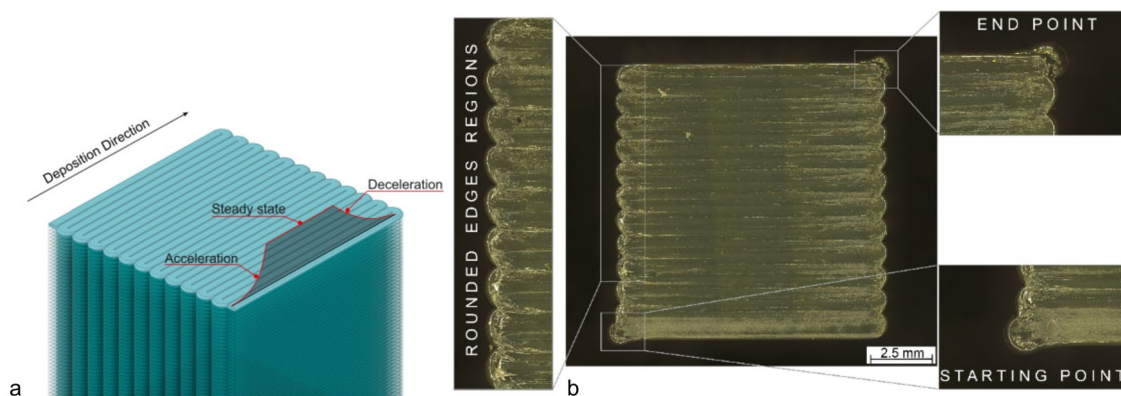 Deposition Direction
Deceleration
Steady state
Acceleration
a
ROUNDED EDGES REGIONS
END POINT
2.5 mm
STARTING POINT
b